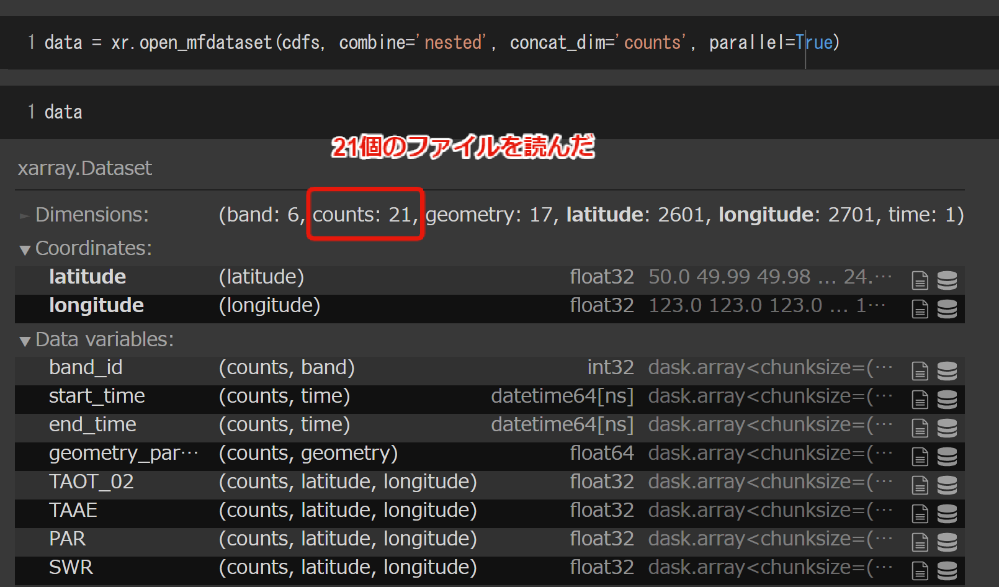 1 data = xr.open_mfdataset(cdfs, combine='nested', concat_dim='counts', parallel=True)
1 data
21個のファイルを読んだ
xarray.Dataset
► Dimensions: (band: 6, counts: 21, geometry: 17, latitude: 2601, longitude: 2701, time: 1)
▼ Coordinates:
latitude (latitude) float32 50.0 49.99 49.98 ... 24.⋯
longitude (longitude) float32 123.0 123.0 123.0 ... 1⋯
▼ Data variables:
band_id (counts, band) int32 dask.array<chunksize=(⋯
start_time (counts, time) datetime64[ns] dask.array<chunksize=(⋯
end_time (counts, time) datetime64[ns] dask.array<chunksize=(⋯
geometry_par⋯ (counts, geometry) float64 dask.array<chunksize=(⋯
TAOT_02 (counts, latitude, longitude) float32 dask.array<chunksize=(⋯
TAAE (counts, latitude, longitude) float32 dask.array<chunksize=(⋯
PAR (counts, latitude, longitude) float32 dask.array<chunksize=(⋯
SWR (counts, latitude, longitude) float32 dask.array<chunksize=(⋯